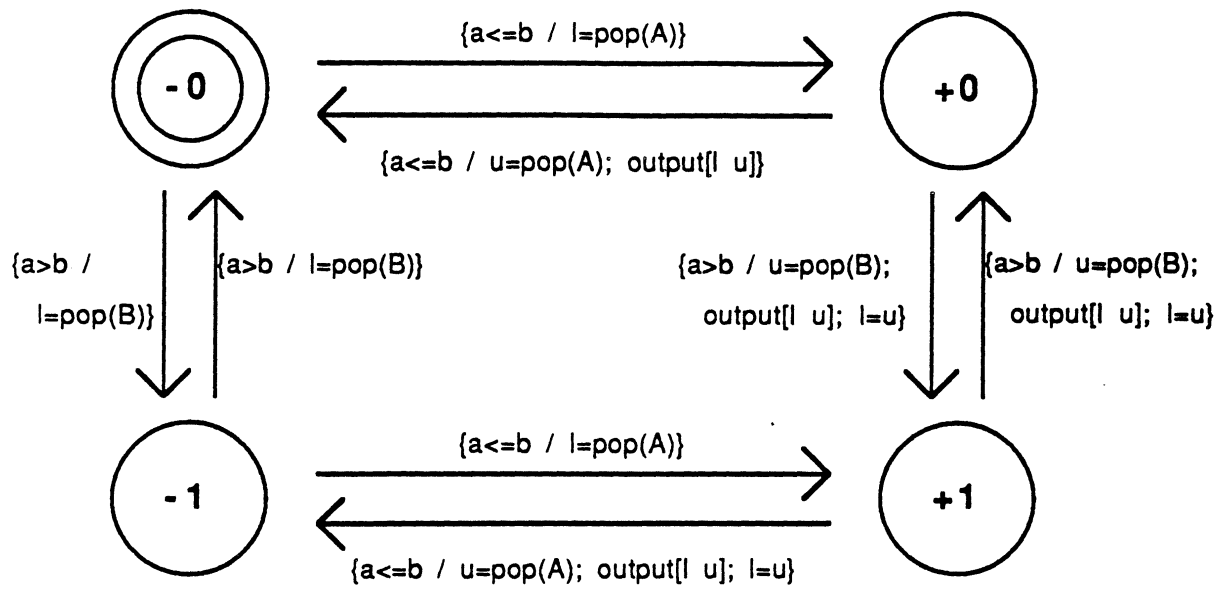 {a<=b / l=pop(A)}
-0
+0
{a<=b / u=pop(A); output[l u]}
{a>b /
l=pop(B)}
{a>b / l=pop(B)}
{a>b / u=pop(B);
output[l u]; l=u}
{a>b / u=pop(B);
output[l u]; l=u}
{a<=b / l=pop(A)}
-1
+1
{a<=b / u=pop(A); output[l u]; l=u}